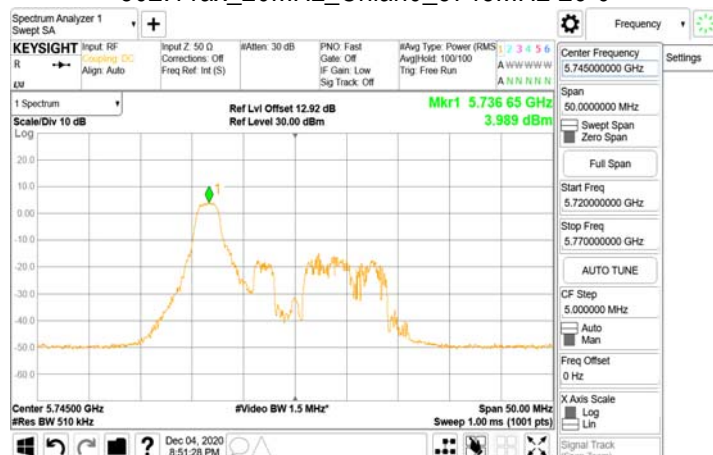 Spectrum Analyzer 1
Swept SA
+
Frequency
KEYSIGHT
R
Input: RF
Coupling: DC
Align: Auto
Input Z: 50 Ω
Corrections: Off
Freq Ref: Int (S)
#Atten: 30 dB
PNO: Fast
Gate: Off
IF Gain: Low
Sig Track: Off
#Avg Type: Power (RMS
Avg|Hold: 100/100
Trig: Free Run
1 2 3 4 5 6
A W W W W W
A N N N N N
1 Spectrum
Scale/Div 10 dB
Ref Lvl Offset 12.92 dB
Ref Level 30.00 dBm
Mkr1 5.736 65 GHz
3.989 dBm
Log
20.0
10.0
0.00
-10.0
-20.0
-30.0
-40.0
-50.0
-60.0
1
Center 5.74500 GHz
#Res BW 510 kHz
#Video BW 1.5 MHz*
Span 50.00 MHz
Sweep 1.00 ms (1001 pts)
Dec 04, 2020
8:51:28 PM
Center Frequency
5.745000000 GHz
Settings
Span
50.0000000 MHz
Swept Span
Zero Span
Full Span
Start Freq
5.720000000 GHz
Stop Freq
5.770000000 GHz
AUTO TUNE
CF Step
5.000000 MHz
Auto
Man
Freq Offset
0 Hz
X Axis Scale
Log
Lin
Signal Track